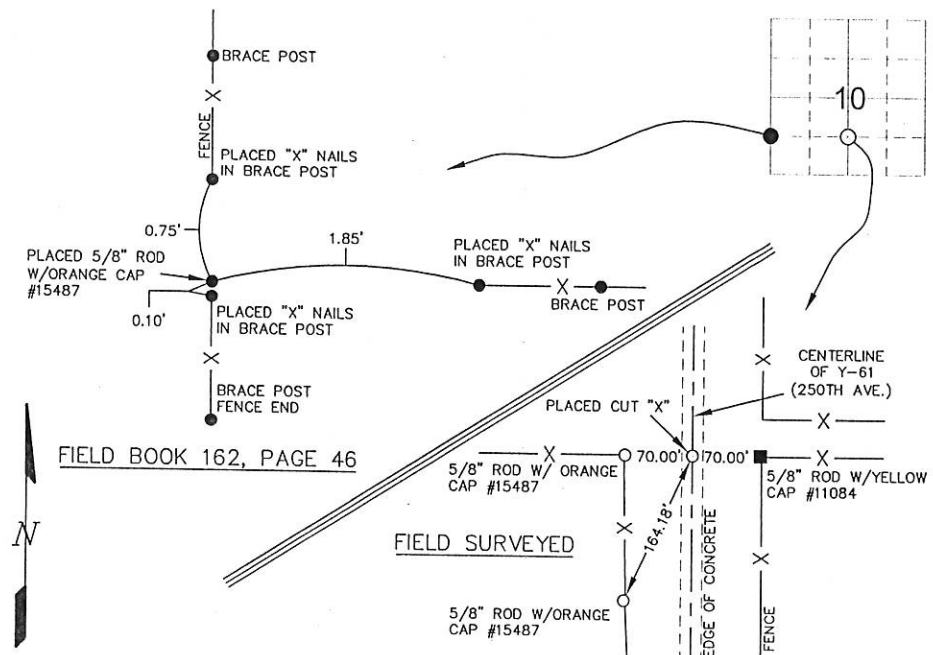 BRACE POST
X
FENCE
10
PLACED "X" NAILS
IN BRACE POST
0.75'
1.85'
PLACED 5/8" ROD
W/ORANGE CAP
#15487
PLACED "X" NAILS
IN BRACE POST
X
BRACE POST
0.10'
PLACED "X" NAILS
IN BRACE POST
X
BRACE POST
FENCE END
X
CENTERLINE
OF Y-61
(250TH AVE.)
PLACED CUT "X"
X
FIELD BOOK 162, PAGE 46
X
70.00'
70.00'
X
5/8" ROD W/ ORANGE
CAP #15487
5/8" ROD W/YELLOW
CAP #11084
N
X
164.18'
FIELD SURVEYED
EDGE OF CONCRETE
X
FENCE
5/8" ROD W/ORANGE
CAP #15487